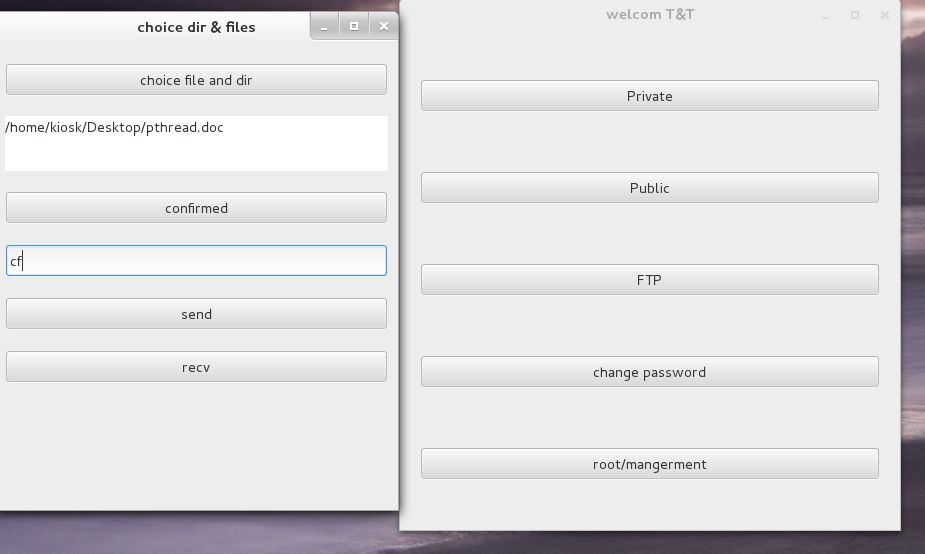 choice dir & files
choice file and dir
/home/kiosk/Desktop/pthread.doc
confirmed
cf
send
recv
welcom T&T
Private
Public
FTP
change password
root/mangerment